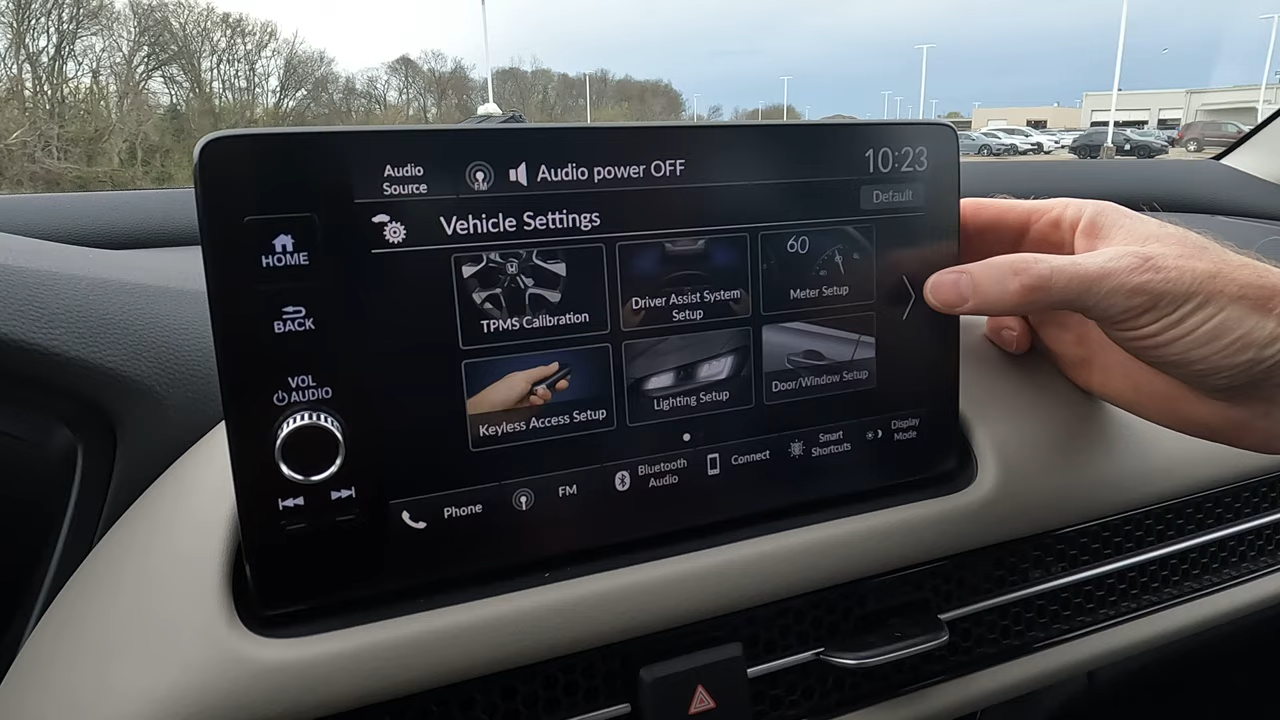 Audio
Source
FM
Audio power OFF
10:23
Default
Vehicle Settings
HOME
BACK
VOL
AUDIO
TPMS Calibration
Driver Assist System
Setup
60
Meter Setup
Keyless Access Setup
Lighting Setup
Door/Window Setup
Phone
FM
Bluetooth
Audio
Connect
Smart
Shortcuts
Display
Mode